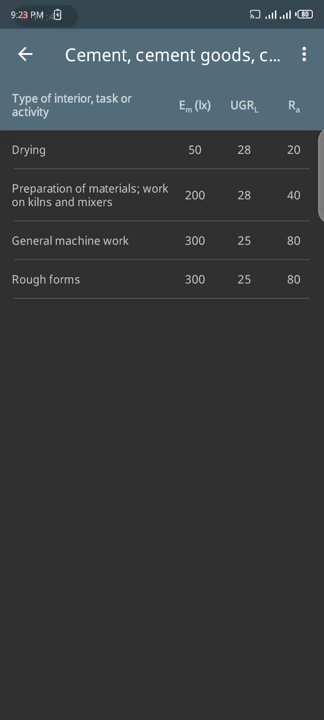 9:23 PM
80
Cement, cement goods, c...
Type of interior, task or
activity
Em (lx) UGRL Ra
Drying 50 28 20
Preparation of materials; work
on kilns and mixers 200 28 40
General machine work 300 25 80
Rough forms 300 25 80